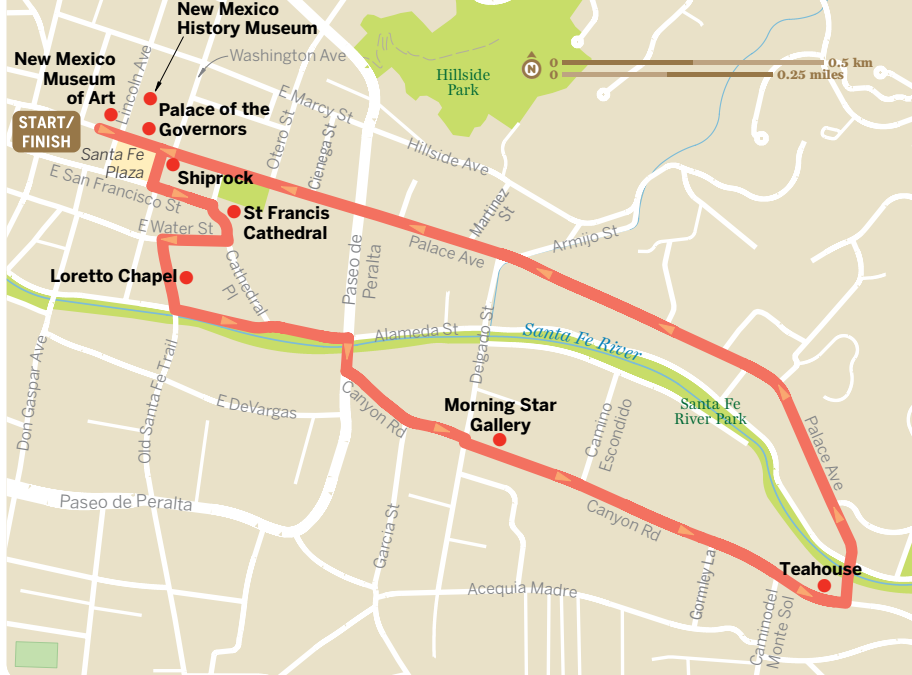 New Mexico
History Museum
Washington Ave
New Mexico
Museum
of Art
Lincoln Ave
Palace of the
Governors
START/
FINISH
Santa Fe
Plaza
Shiprock
E Marcy St
Otero St
Cienega St
Hillside
Park
N
0
0.5 km
0
0.25 miles
Hillside Ave
E San Francisco St
St Francis
Cathedral
E Water St
Martinez
St
Armijo St
Palace Ave
Paseo de
Peralta
Cathedral
Pl
Loretto Chapel
Alameda St
Delgado St
Santa Fe River
Don Gaspar Ave
Old Santa Fe Trail
E DeVargas
Canyon Rd
Morning Star
Gallery
Camino
Escondido
Santa Fe
River Park
Palace Ave
Paseo de Peralta
Garcia St
Canyon Rd
Acequia Madre
Gormley La
Teahouse
Caminodel
Monte Sol